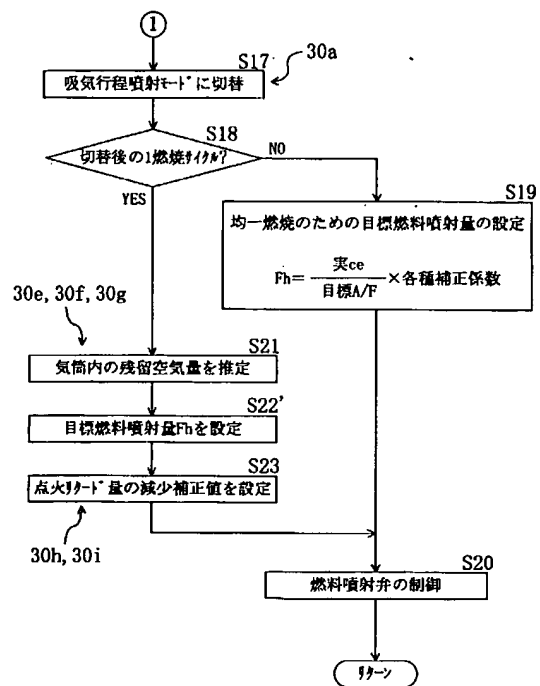 1
S17
30a
吸気行程噴射ﾓｰﾄﾞに切替
S18
切替後の1燃焼ｻｲｸﾙ?
NO
YES
S19
均一燃焼のための目標燃料噴射量の設定
Fh= 実ce / 目標A/F ×各種補正係数
30e, 30f, 30g
S21
気筒内の残留空気量を推定
S22'
目標燃料噴射量Fhを設定
S23
点火ﾘﾀｰﾄﾞ量の減少補正値を設定
30h, 30i
S20
燃料噴射弁の制御
ﾘﾀｰﾝ